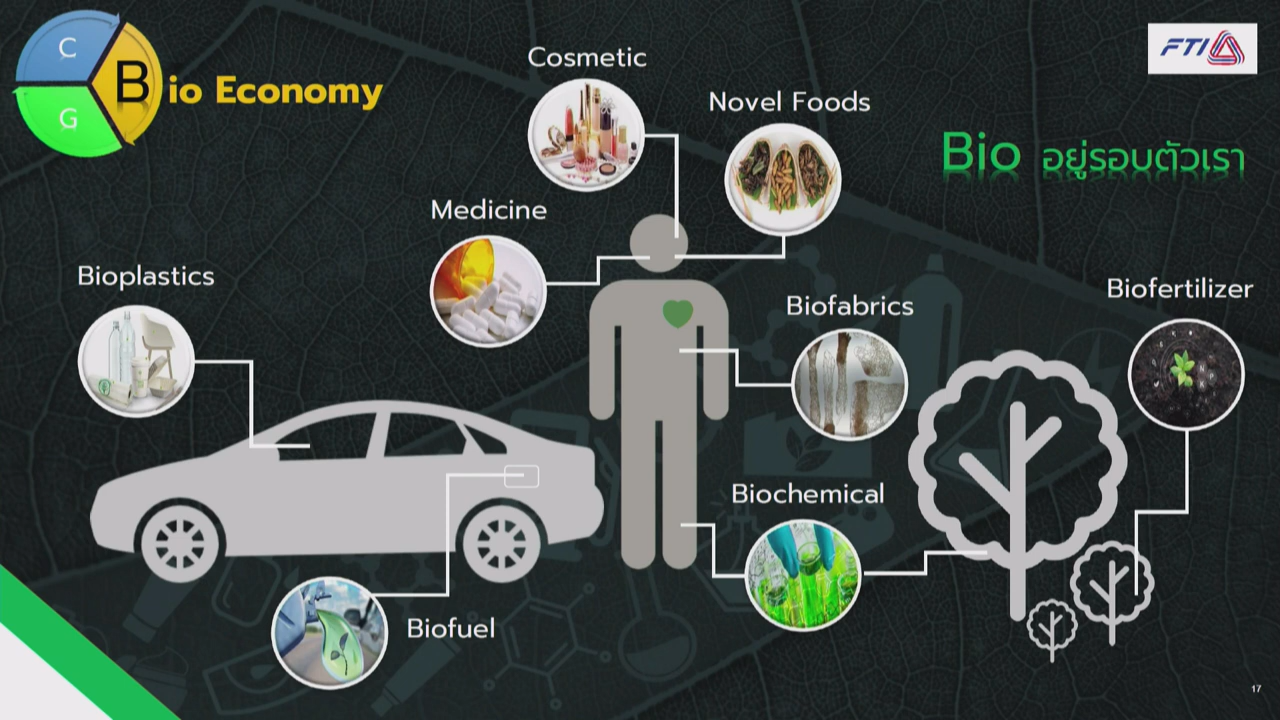 C
B
G
io Economy
FTI
Cosmetic
Novel Foods
Bio อยู่รอบตัวเรา
Medicine
Bioplastics
Biofabrics
Biofertilizer
Biochemical
Biofuel
17